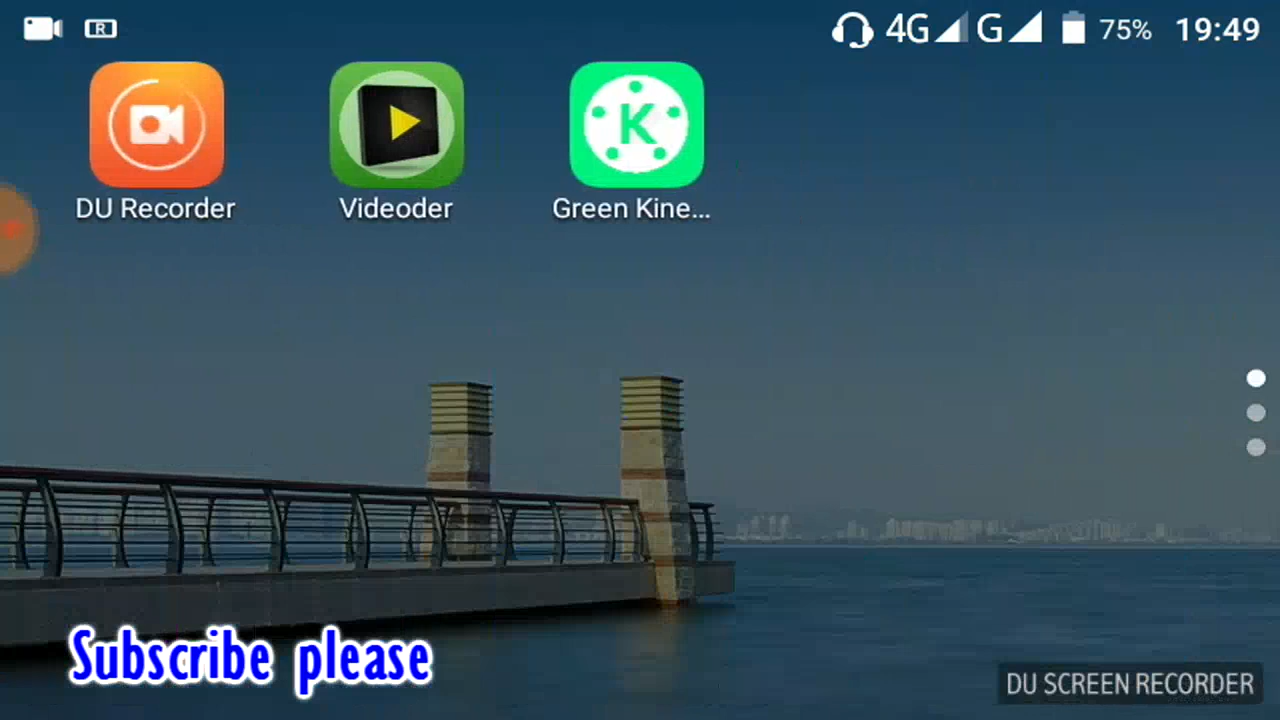 R 4G G 75% 19:49
DU Recorder Videoder Green Kine...
K
Subscribe please
DU SCREEN RECORDER